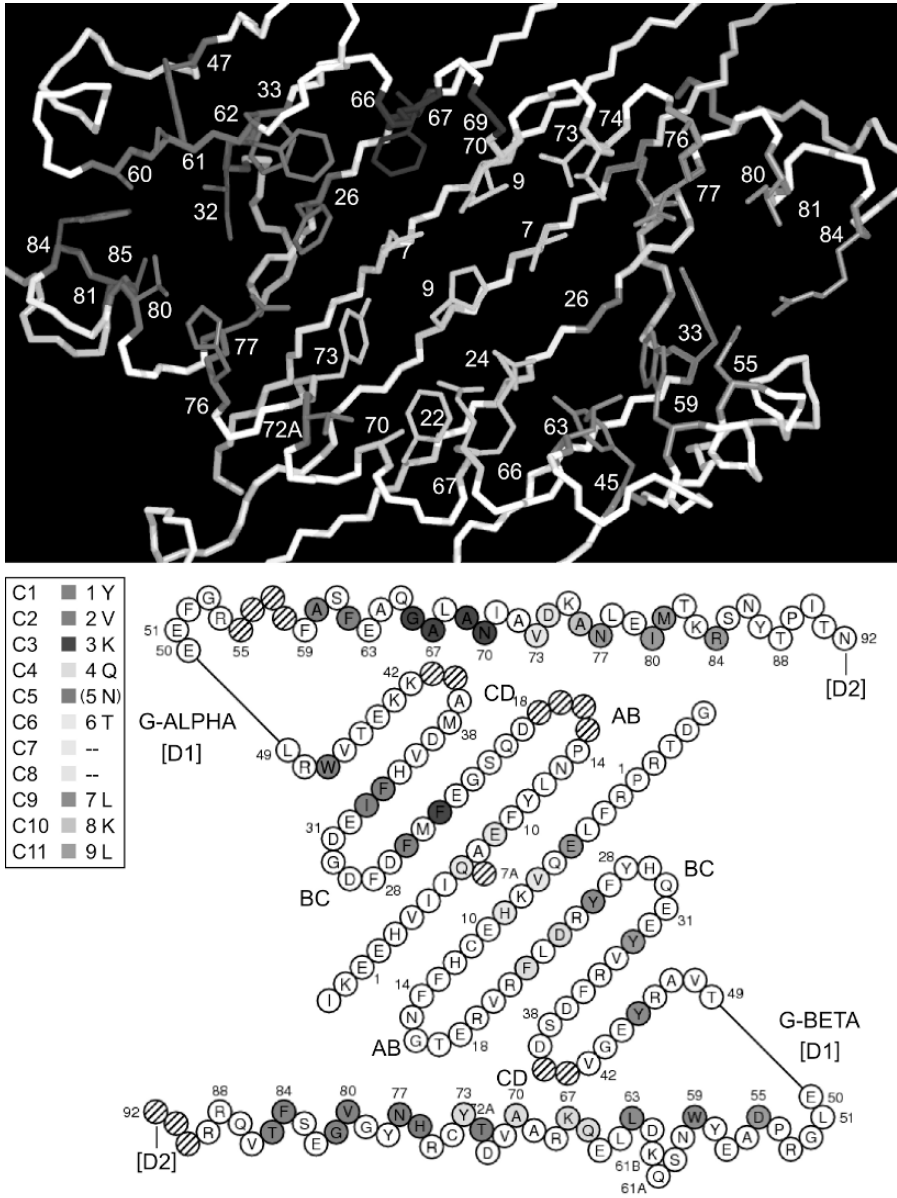 47
33
62
66
67
69
70
73
74
76
60
61
32
26
9
77
80
81
84
84
85
7
7
81
80
9
26
33
77
73
24
55
76
72A
70
22
63
59
67
66
45
C1 1 Y
C2 2 V
C3 3 K
C4 4 Q
C5 (5 N)
C6 6 T
C7 --
C8 --
C9 7 L
C10 8 K
C11 9 L
E E F G R F A S F E A Q G A L A N I A V D K A N L E I M T K R S N Y T P I T N
50 51 55 59 63 67 70 73 77 80 84 88 92
[D2]
G-ALPHA
[D1]
L R W V T E K K A M D V H F I E D G D F D F M F E G S Q D P N L Y F E A Q I I V H E E K I
49 42 38 31 28 18 14 10 7A 1
CD
AB
BC
G D T R P R F L E Q V K H E C H F F N G T E R V R F L D R Y F Y H Q E E Y V R F D S D V G E Y R A V T
1 10 14 18 28 31 38 42 49
BC
AB
CD
G-BETA
[D1]
92 88 84 80 77 73 72A 70 67 63 61B 61A 59 55 51 50
R R Q V T F S E G V G Y N H R C Y T D V A A R K Q E L D K Q S N W Y E A D P R G L E
[D2]